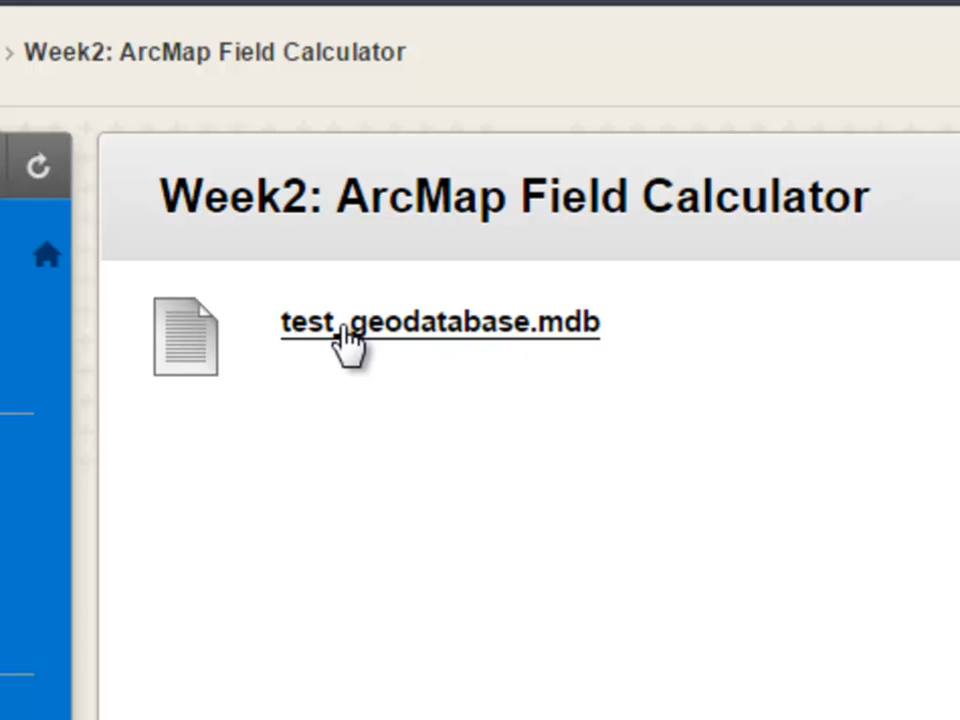 Week2: ArcMap Field Calculator
Week2: ArcMap Field Calculator
test_geodatabase.mdb